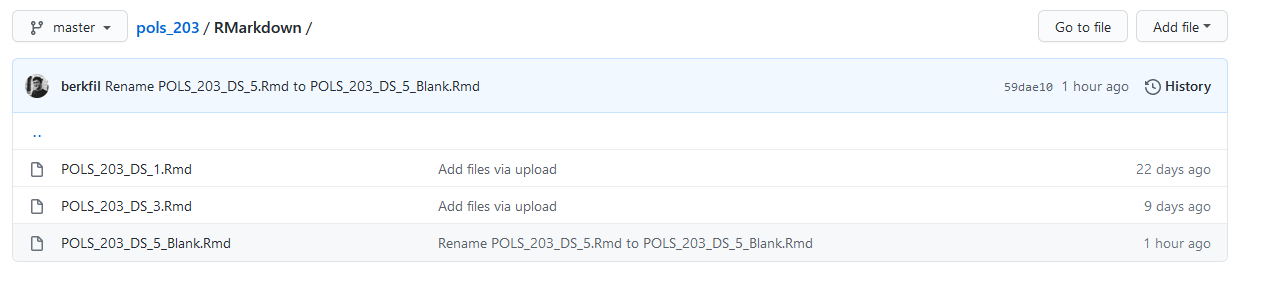 master pols_203 / RMarkdown / Go to file Add file
berkfil Rename POLS_203_DS_5.Rmd to POLS_203_DS_5_Blank.Rmd 59dae10 1 hour ago History
..
POLS_203_DS_1.Rmd Add files via upload 22 days ago
POLS_203_DS_3.Rmd Add files via upload 9 days ago
POLS_203_DS_5_Blank.Rmd Rename POLS_203_DS_5.Rmd to POLS_203_DS_5_Blank.Rmd 1 hour ago